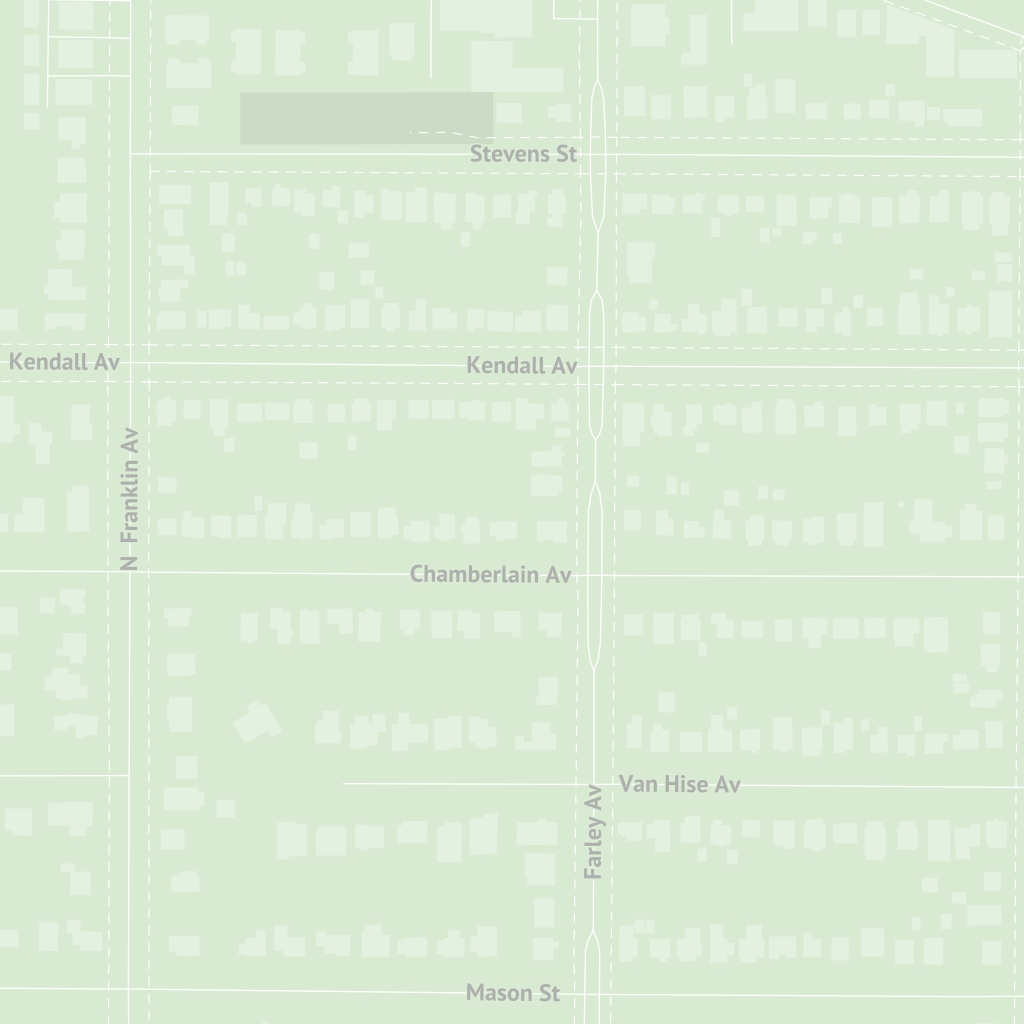 Stevens St
Kendall Av
Kendall Av
N Franklin Av
Chamberlain Av
Van Hise Av
Farley Av
Mason St